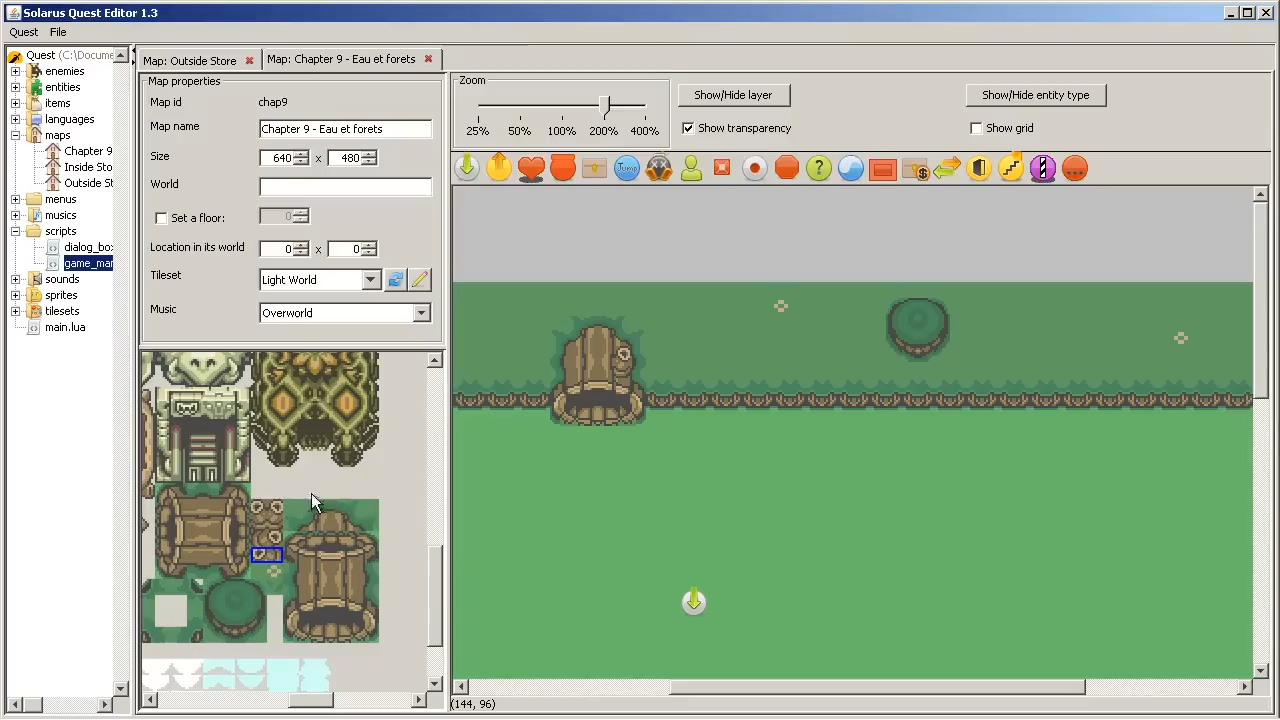 Solarus Quest Editor 1.3
Quest File
Quest (C:\Docume
enemies
entities
items
languages
maps
Chapter 9
Inside Sto
Outside St
menus
musics
scripts
dialog_bo
game_mar
sounds
sprites
tilesets
main.lua
Map: Outside Store
Map: Chapter 9 - Eau et forets
Map properties
Map id chap9
Map name Chapter 9 - Eau et forets
Size 640 x 480
World
Set a floor: 0
Location in its world 0 x 0
Tileset Light World
Music Overworld
Zoom
25% 50% 100% 200% 400%
Show/Hide layer
Show transparency
Show/Hide entity type
Show grid
Jump
?
$
(144, 96)